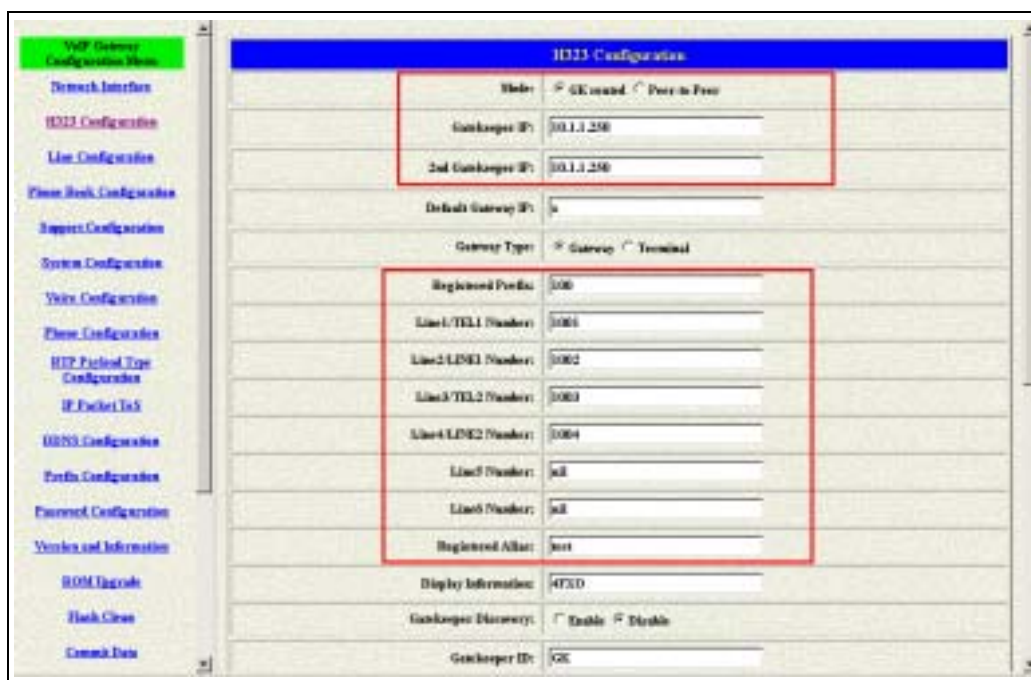 VoIP Gateway
Configuration Menu
Network Interface
H323 Configuration
Line Configuration
Phone Book Configuration
Support Configuration
System Configuration
Voice Configuration
Phone Configuration
RTP Payload Type
Configuration
IP Packet ToS
DDNS Configuration
Prefix Configuration
Password Configuration
Version and Information
ROM Upgrade
Flash Clean
Commit Data
H323 Configuration
Mode: GK routed Peer-to-Peer
Gatekeeper IP: 10.1.1.250
2nd Gatekeeper IP: 10.1.1.250
Default Gateway IP:
Gateway Type: Gateway Terminal
Registered Prefix: 100
Line1/TEL1 Number: 1001
Line2/LINE1 Number: 1002
Line3/TEL2 Number: 1003
Line4/LINE2 Number: 1004
Line5 Number: nil
Line6 Number: nil
Registered Alias: test
Display Information:
Gatekeeper Discovery: Enable Disable
Gatekeeper ID: GK